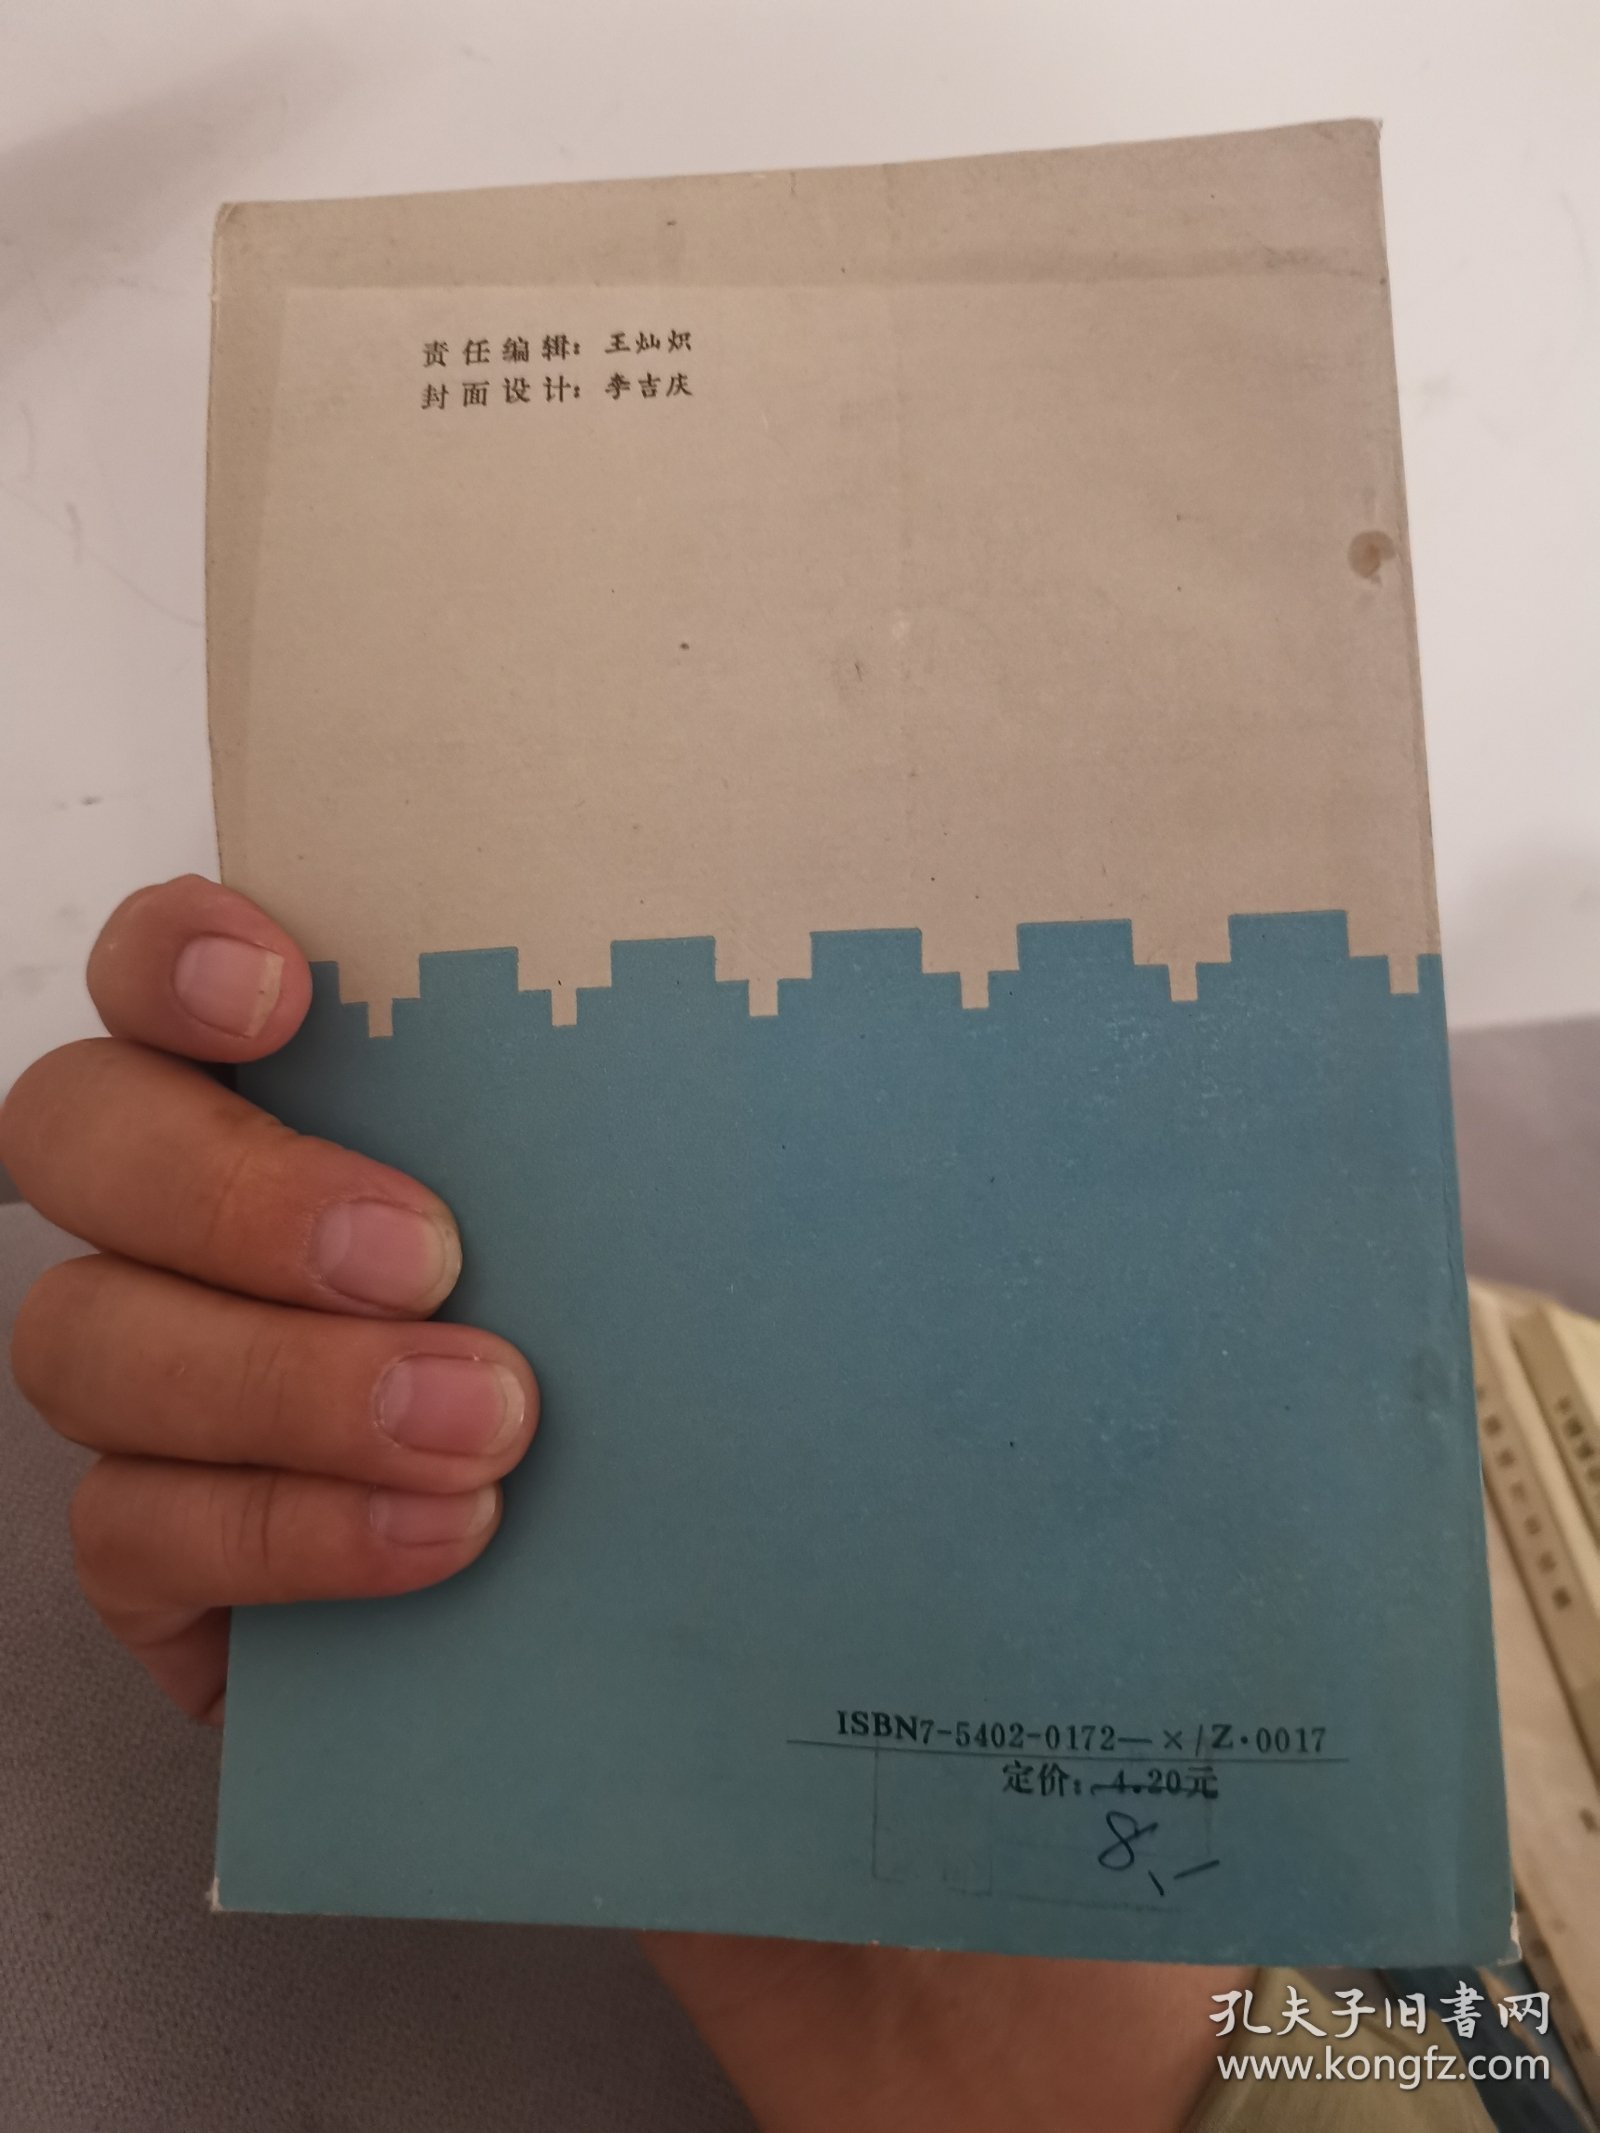 责任编辑：王灿炽
封面设计：李吉庆
ISBN7-5402-0172—×/Z·0017
定价：4.20元
8.-
孔夫子旧書网
www.kongfz.com